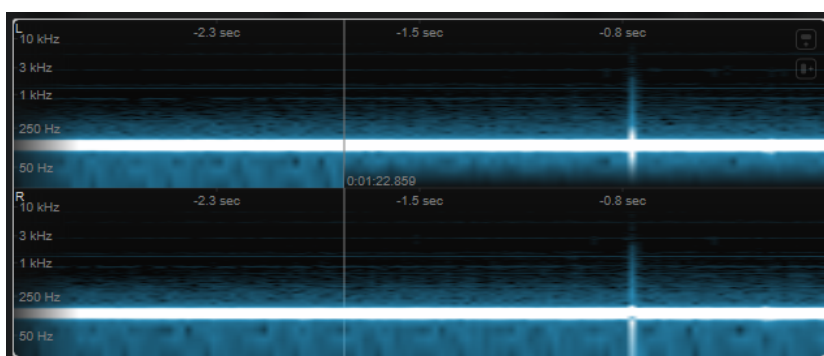 L
-2.3 sec -1.5 sec -0.8 sec
10 kHz
3 kHz
1 kHz
250 Hz
50 Hz
0:01:22.859
R
-2.3 sec -1.5 sec -0.8 sec
10 kHz
3 kHz
1 kHz
250 Hz
50 Hz